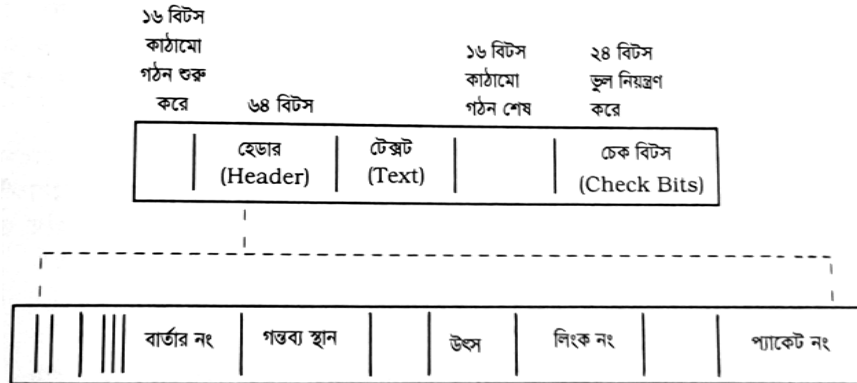 ১৬ বিটস
কাঠামো
গঠন শুরু
করে
৬৪ বিটস
১৬ বিটস
কাঠামো
গঠন শেষ
২৪ বিটস
ভুল নিয়ন্ত্রণ
করে
হেডার
(Header)
টেক্সট
(Text)
চেক বিটস
(Check Bits)
বার্তার নং
গন্তব্য স্থান
উৎস
লিংক নং
প্যাকেট নং